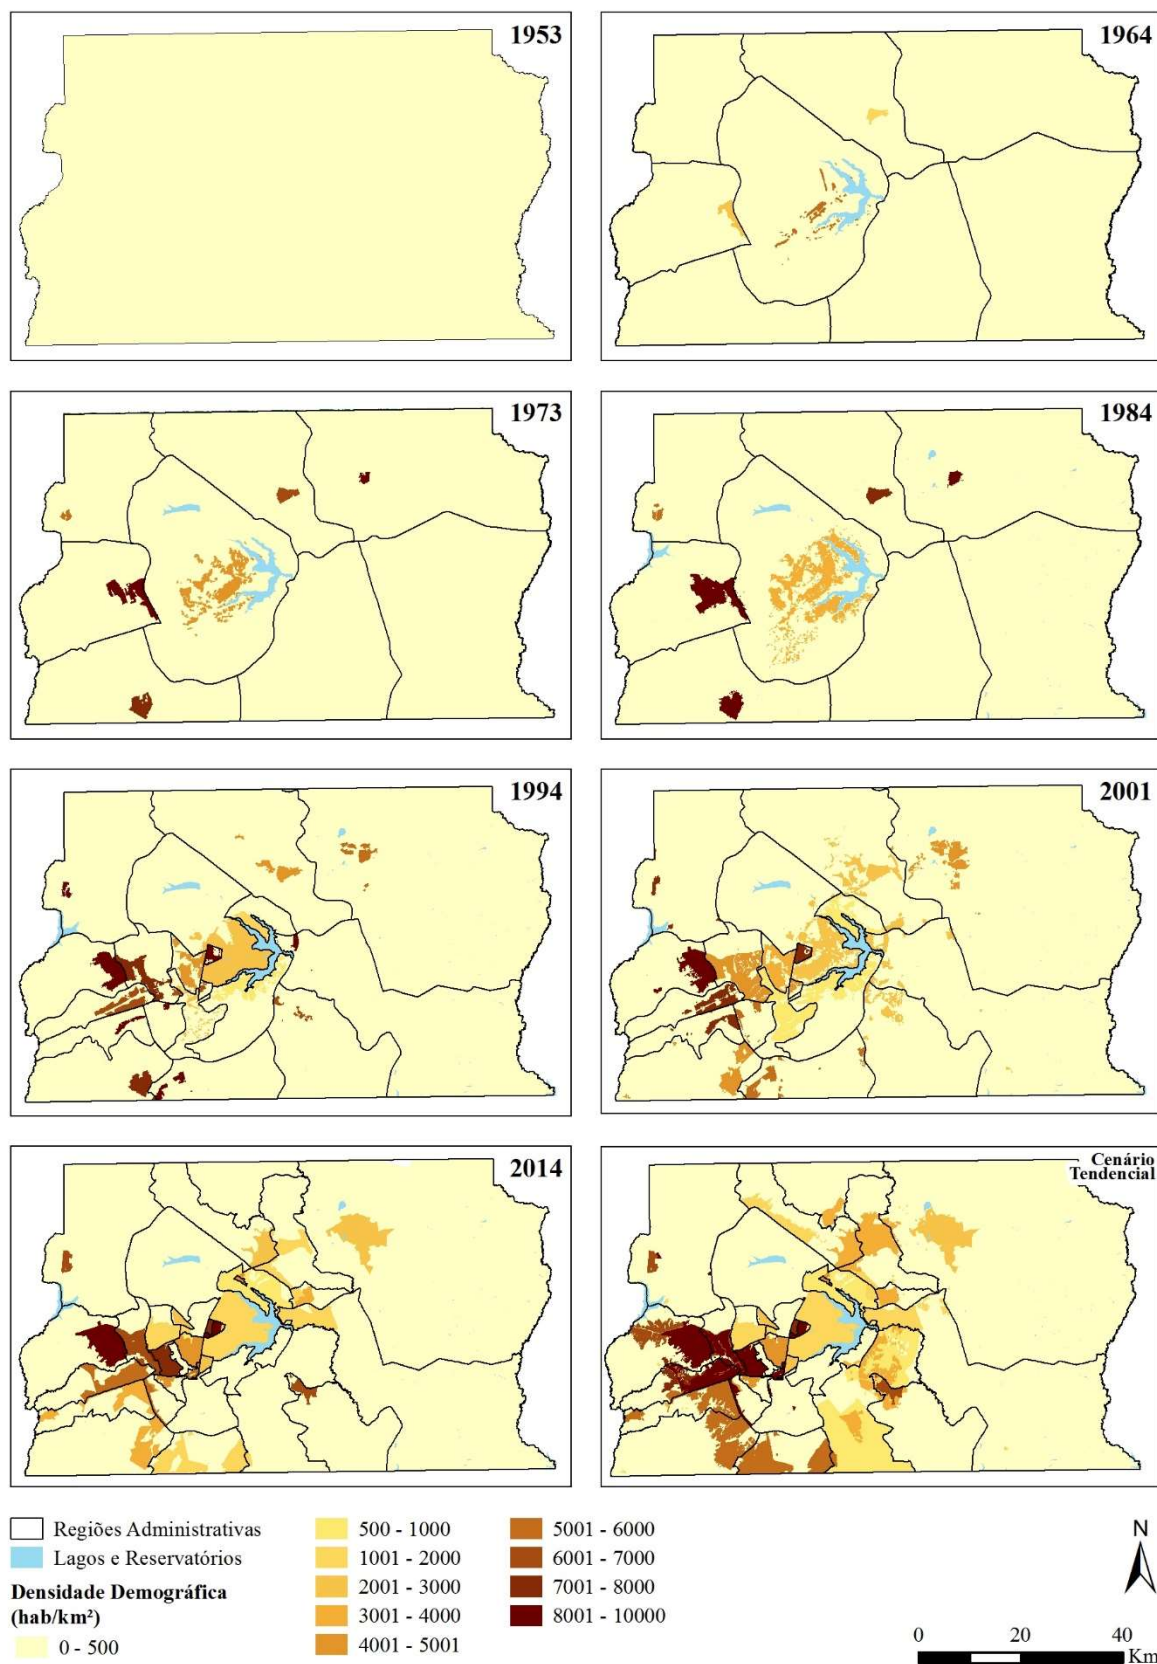 1953
1964
1973
1984
1994
2001
2014
Cenário
Tendencial
Regiões Administrativas
Lagos e Reservatórios
Densidade Demográfica
(hab/km²)
0 - 500
500 - 1000
1001 - 2000
2001 - 3000
3001 - 4000
4001 - 5001
5001 - 6000
6001 - 7000
7001 - 8000
8001 - 10000
N
0 20 40
Km